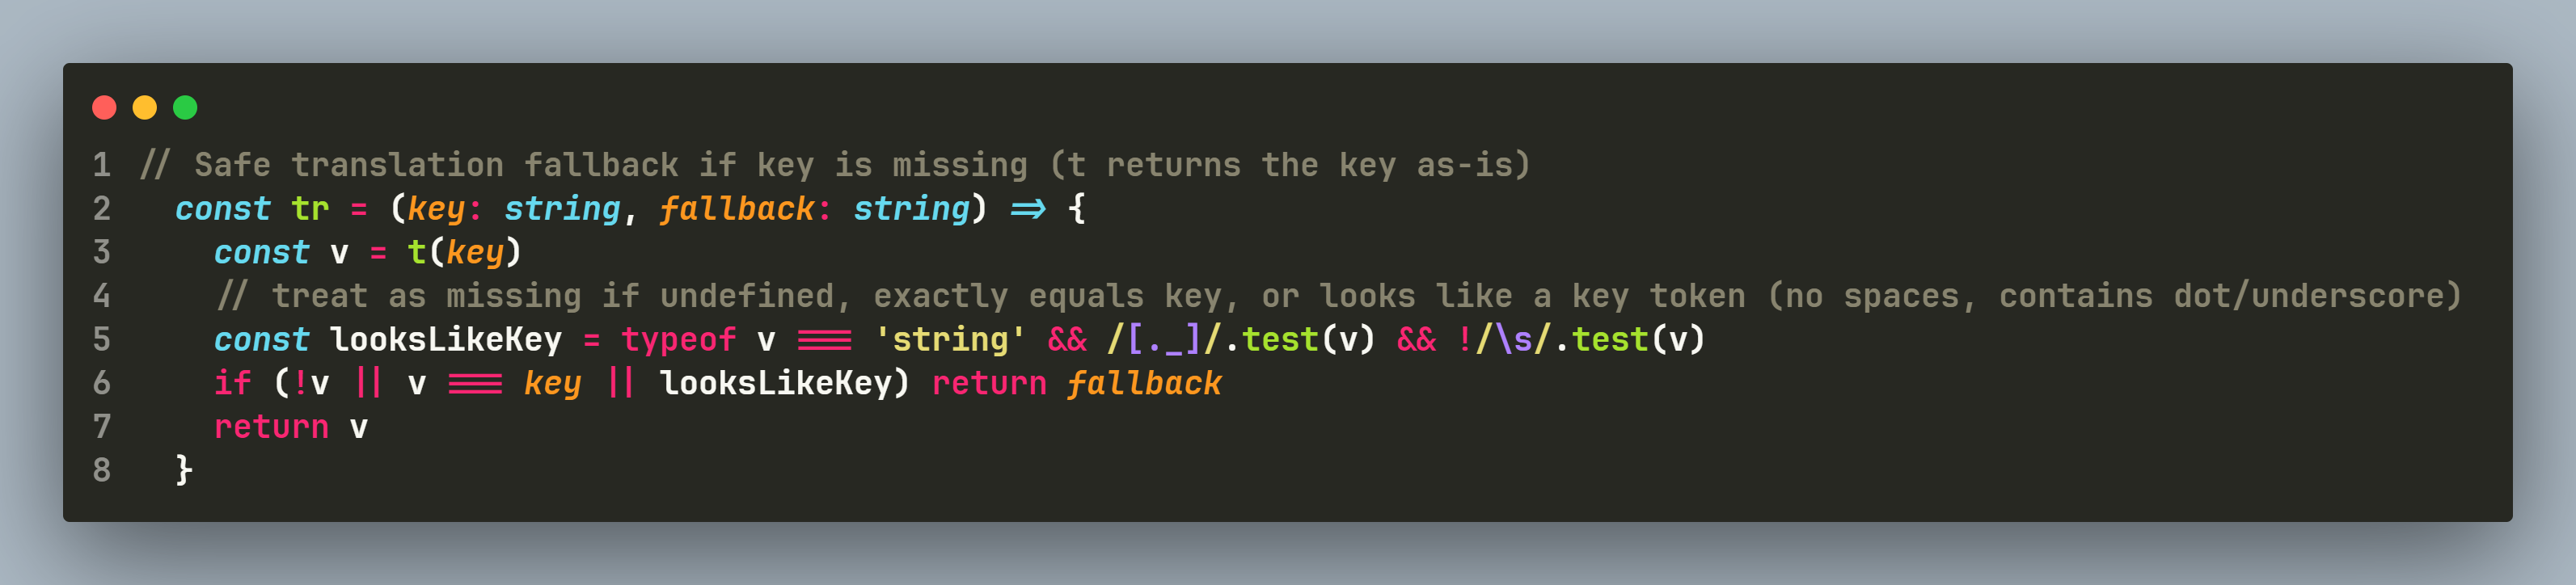 1 // Safe translation fallback if key is missing (t returns the key as-is)
2 const tr = (key: string, fallback: string) => {
3 const v = t(key)
4 // treat as missing if undefined, exactly equals key, or looks like a key token (no spaces, contains dot/underscore)
5 const looksLikeKey = typeof v === 'string' && /[._]/.test(v) && !/\s/.test(v)
6 if (!v || v === key || looksLikeKey) return fallback
7 return v
8 }